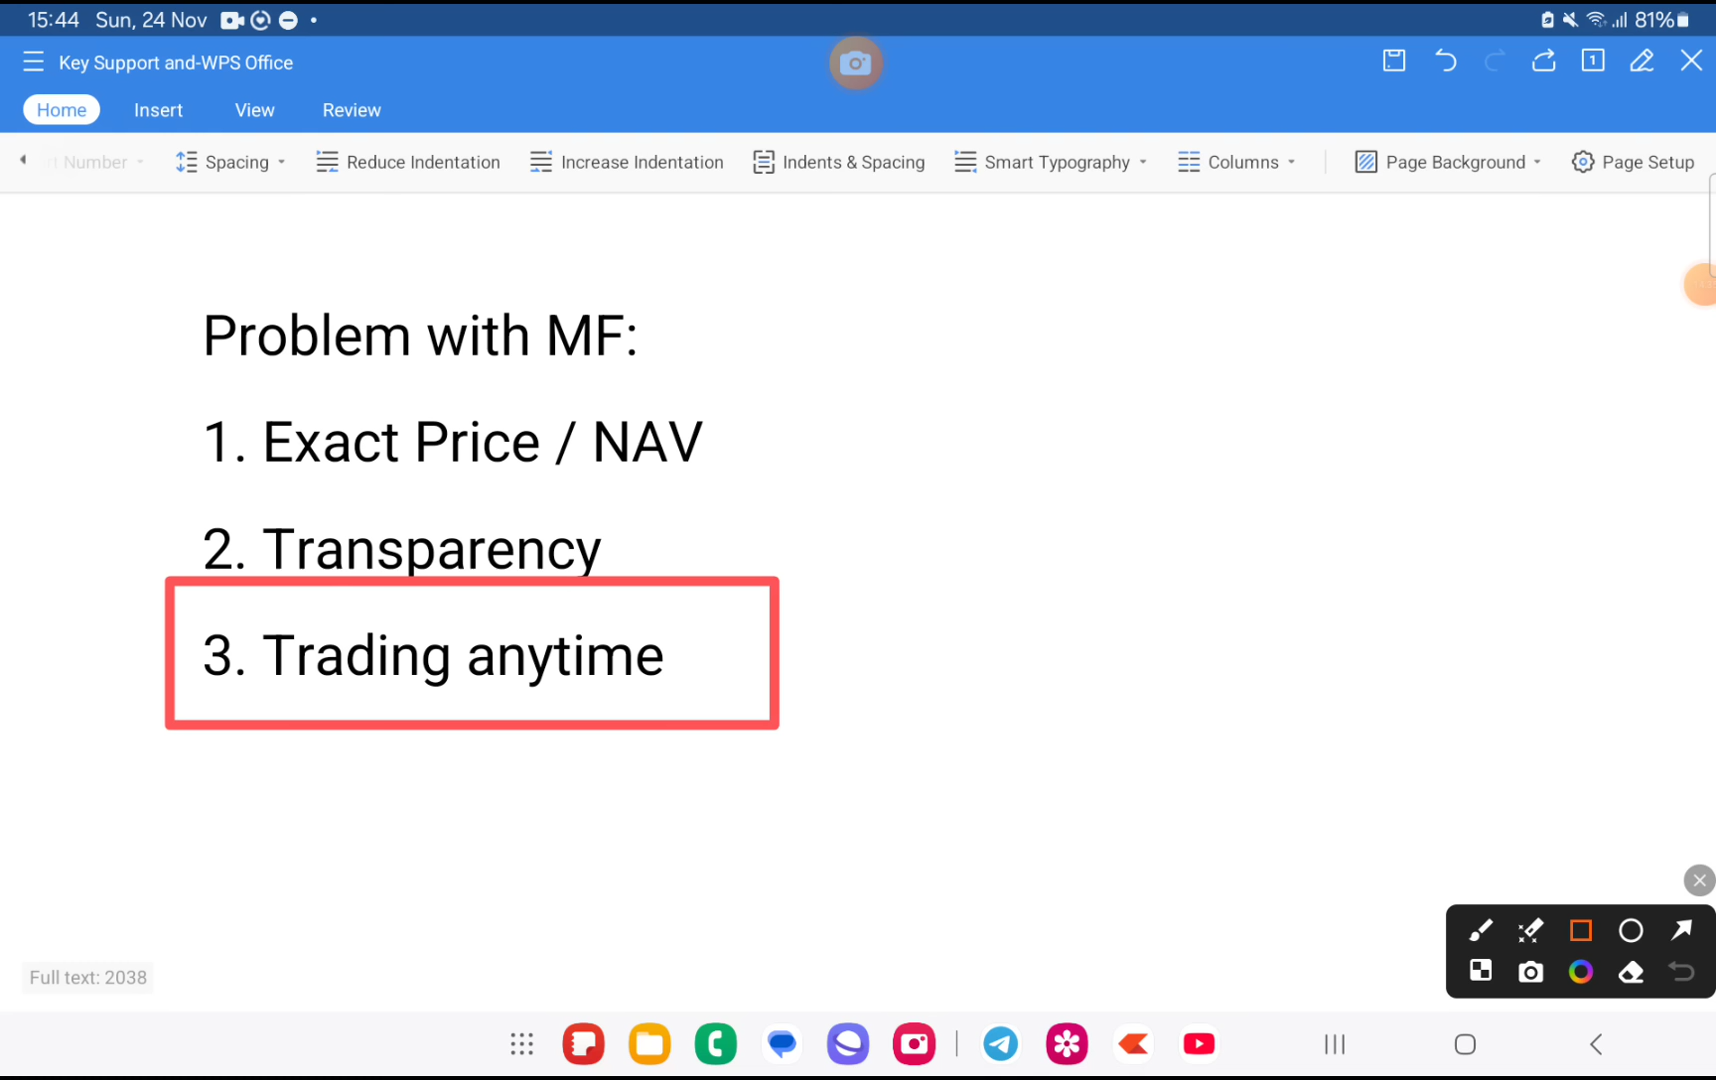 15:44 Sun, 24 Nov 81%
Key Support and-WPS Office
1
Home Insert View Review
Number Spacing Reduce Indentation Increase Indentation Indents & Spacing Smart Typography Columns Page Background Page Setup
Problem with MF:
1. Exact Price / NAV
2. Transparency
3. Trading anytime
Full text: 2038